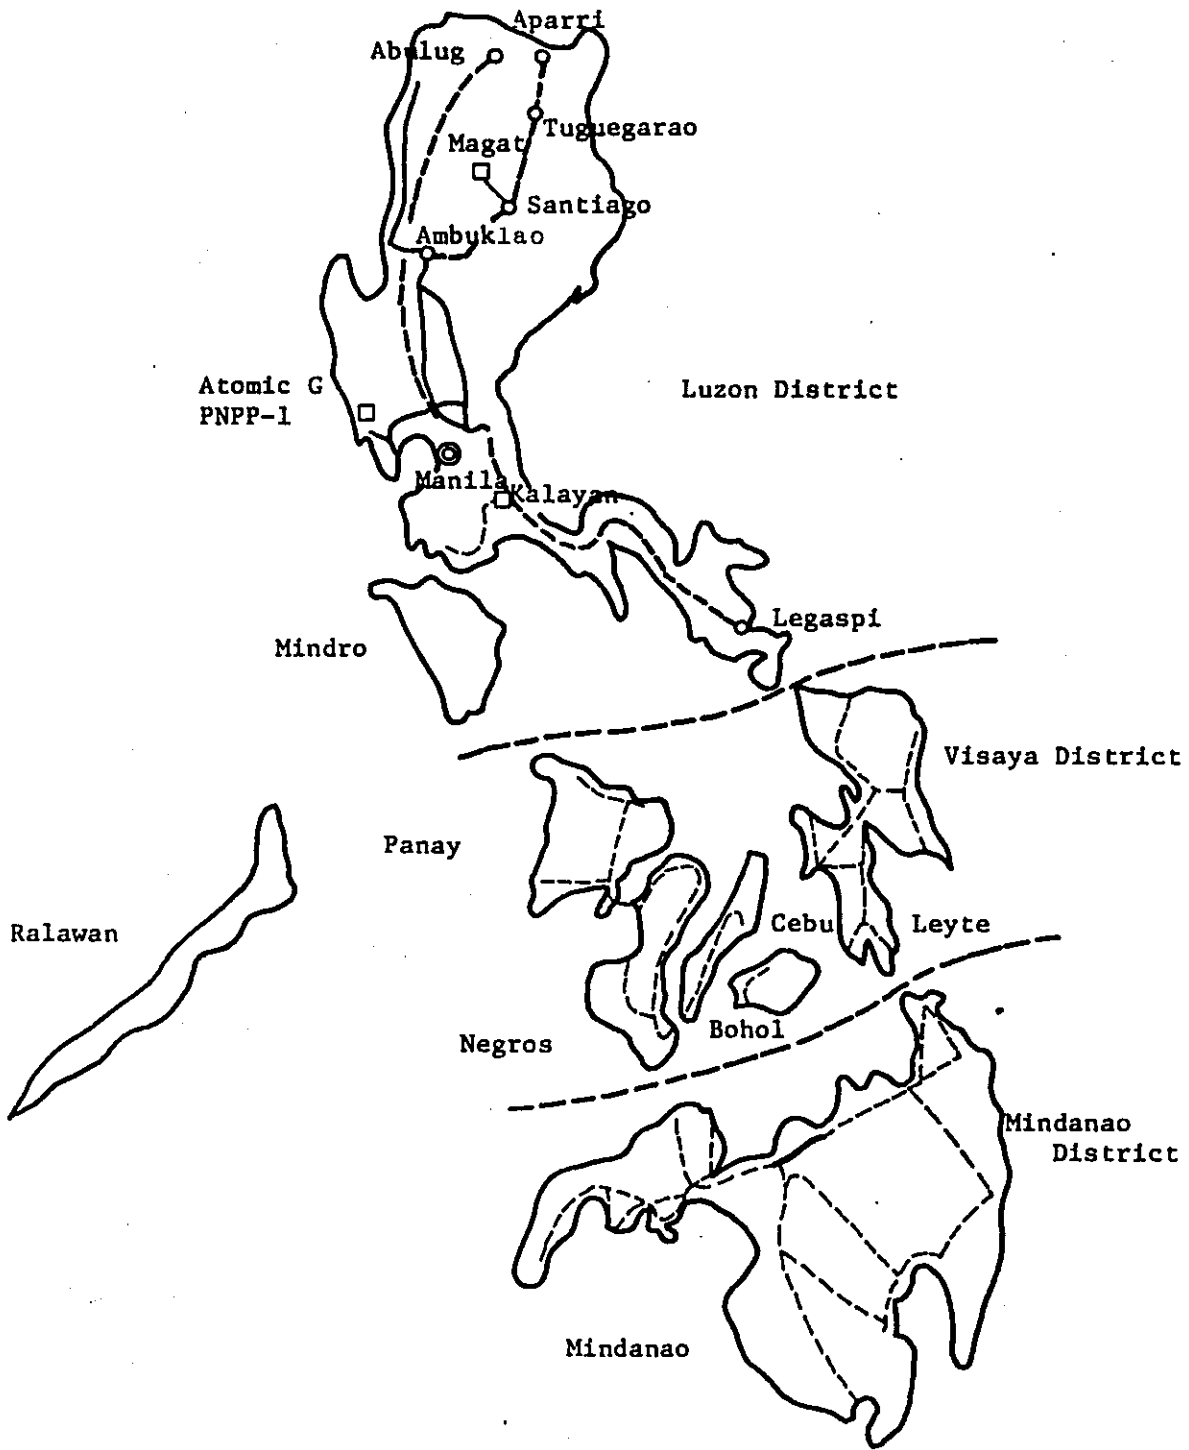 Aparri
Abulug
Tuguegarao
Magat
Santiago
Ambuklao
Atomic G
PNPP-1
Luzon District
Manila
Kalayan
Legaspi
Mindro
Visaya District
Panay
Ralawan
Cebu
Leyte
Bohol
Negros
Mindanao
District
Mindanao